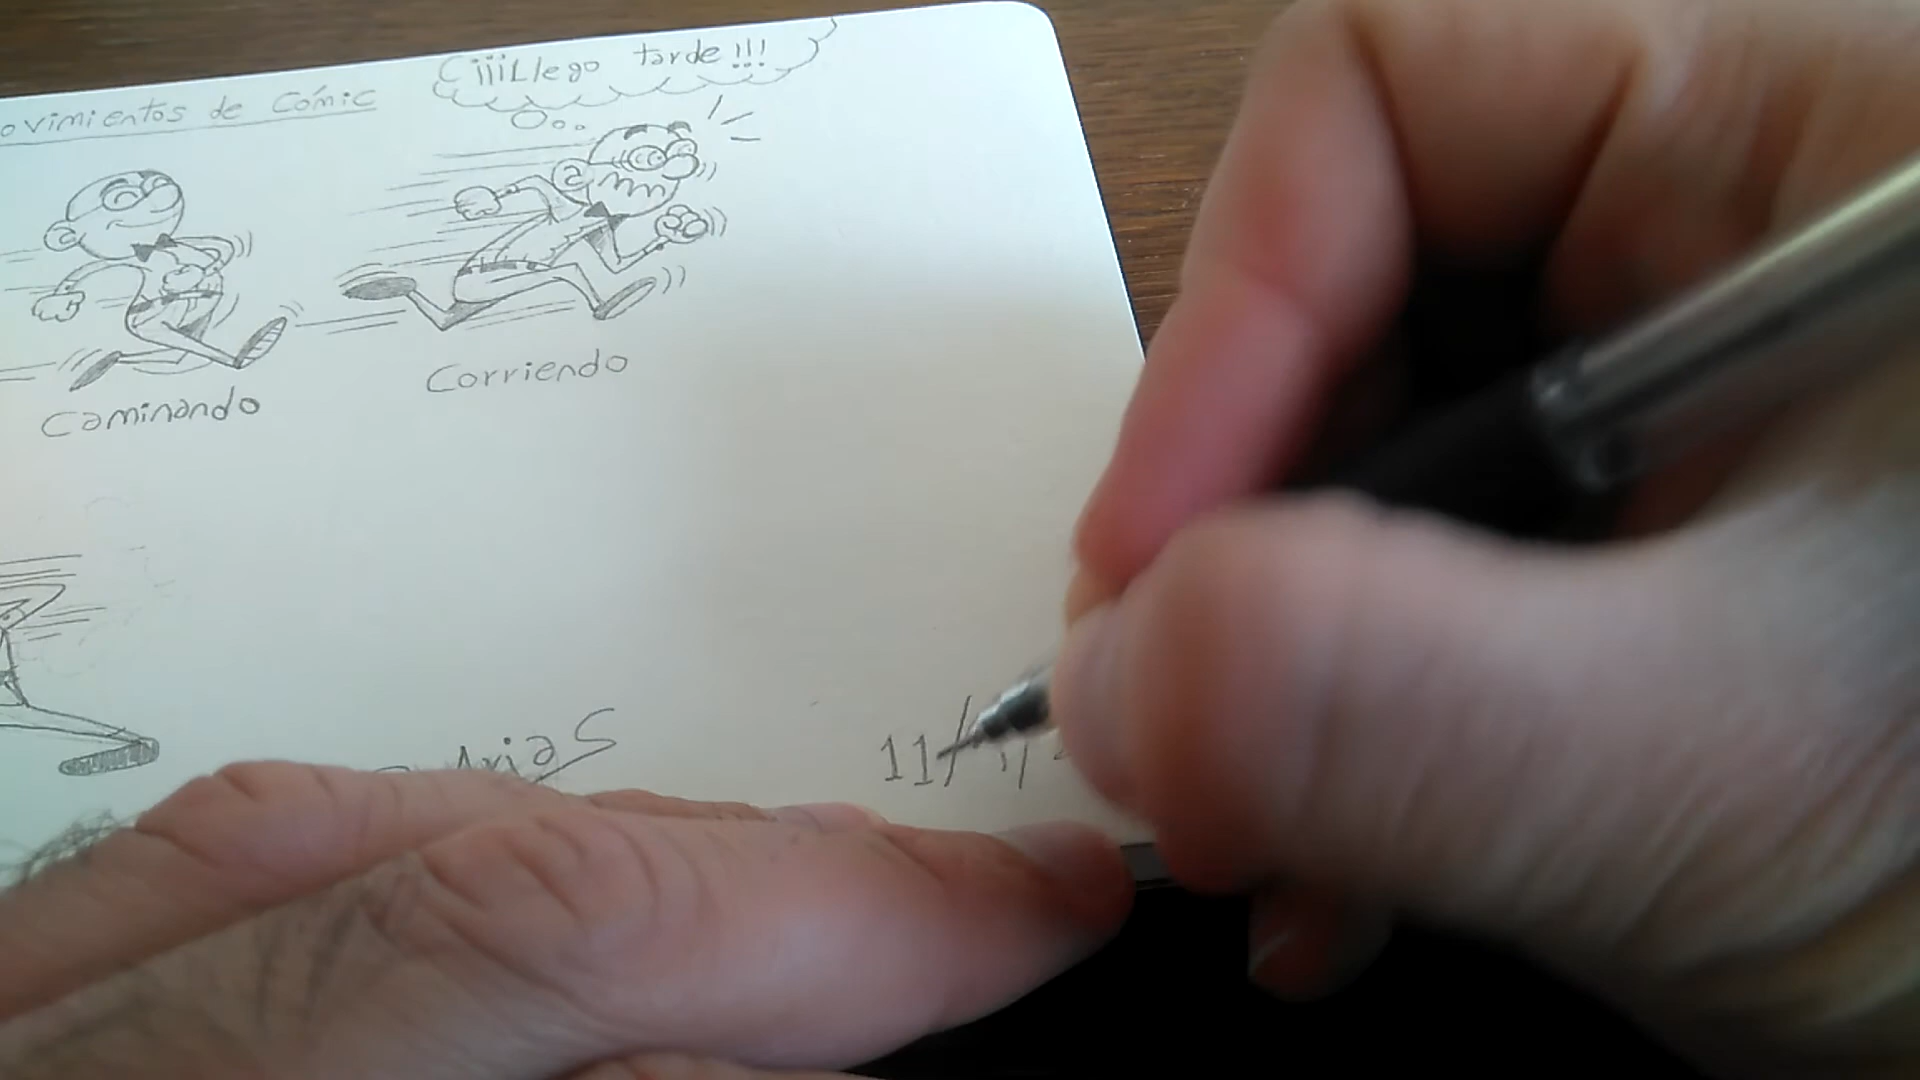 ovimientos de Cómic
¡¡¡Llego tarde!!!
Caminando
Corriendo
Arias
11/